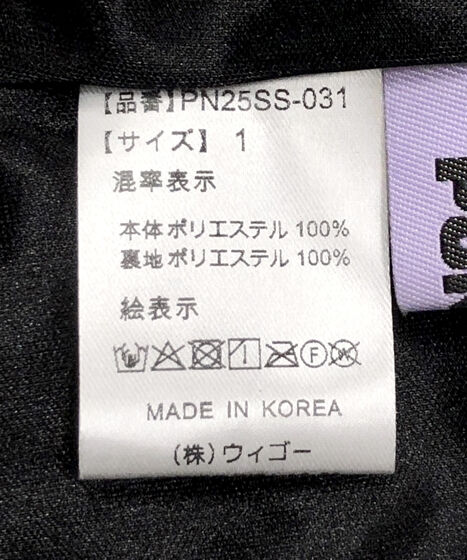 【品番】PN25SS-031
【サイズ】 1
混率表示
本体ポリエステル 100%
裏地ポリエステル 100%
絵表示
F W
MADE IN KOREA
(株)ウィゴー